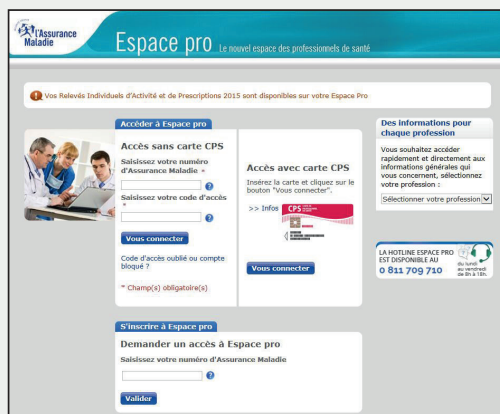 l'Assurance
Maladie
Espace pro Le nouvel espace des professionnels de santé
Vos Relevés Individuels d'Activité et de Prescriptions 2015 sont disponibles sur votre Espace Pro
Accéder à Espace pro
Accès sans carte CPS
Saisissez votre numéro
d'Assurance Maladie *
Saisissez votre code d'accès
*
Vous connecter
Code d'accès oublié ou compte
bloqué ?
* Champ(s) obligatoire(s)
Accès avec carte CPS
Insérez la carte et cliquez sur le
bouton "Vous connecter".
>> Infos
CPS
Vous connecter
Des informations pour
chaque profession
Vous souhaitez accéder
rapidement et directement aux
informations générales qui
vous concernent, sélectionnez
votre profession :
Sélectionner votre profession
LA HOTLINE ESPACE PRO
EST DISPONIBLE AU
0 811 709 710
du lundi
au vendredi
de 8h à 18h.
S'inscrire à Espace pro
Demander un accès à Espace pro
Saisissez votre numéro d'Assurance Maladie
Valider